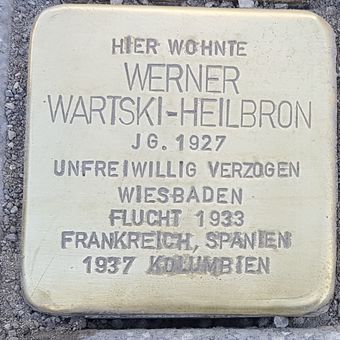 HIER WOHNTE
WERNER
WARTSKI-HEILBRON
JG. 1927
UNFREIWILLIG VERZOGEN
WIESBADEN
FLUCHT 1933
FRANKREICH, SPANIEN
1937 KOLUMBIEN